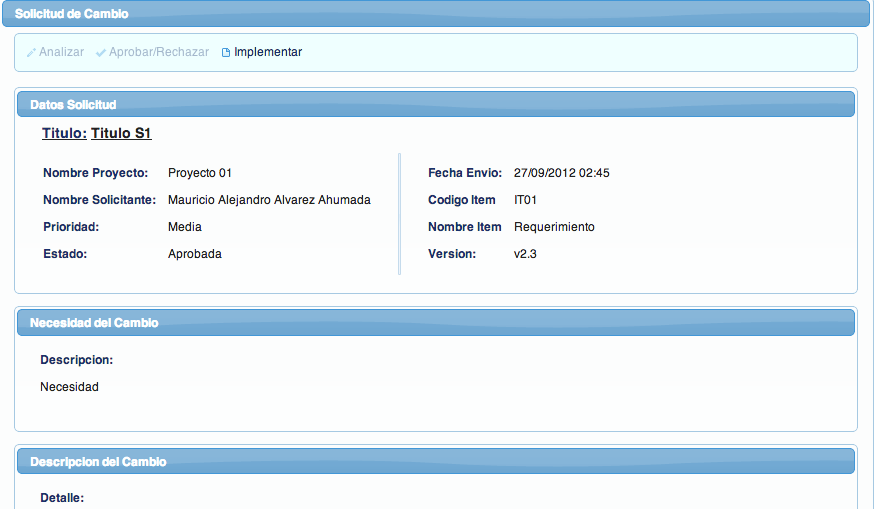 Solicitud de Cambio
Analizar Aprobar/Rechazar Implementar
Datos Solicitud
Titulo: Titulo S1
Nombre Proyecto: Proyecto 01
Nombre Solicitante: Mauricio Alejandro Alvarez Ahumada
Prioridad: Media
Estado: Aprobada
Fecha Envio: 27/09/2012 02:45
Codigo Item IT01
Nombre Item Requerimiento
Version: v2.3
Necesidad del Cambio
Descripcion:
Necesidad
Descripcion del Cambio
Detalle: